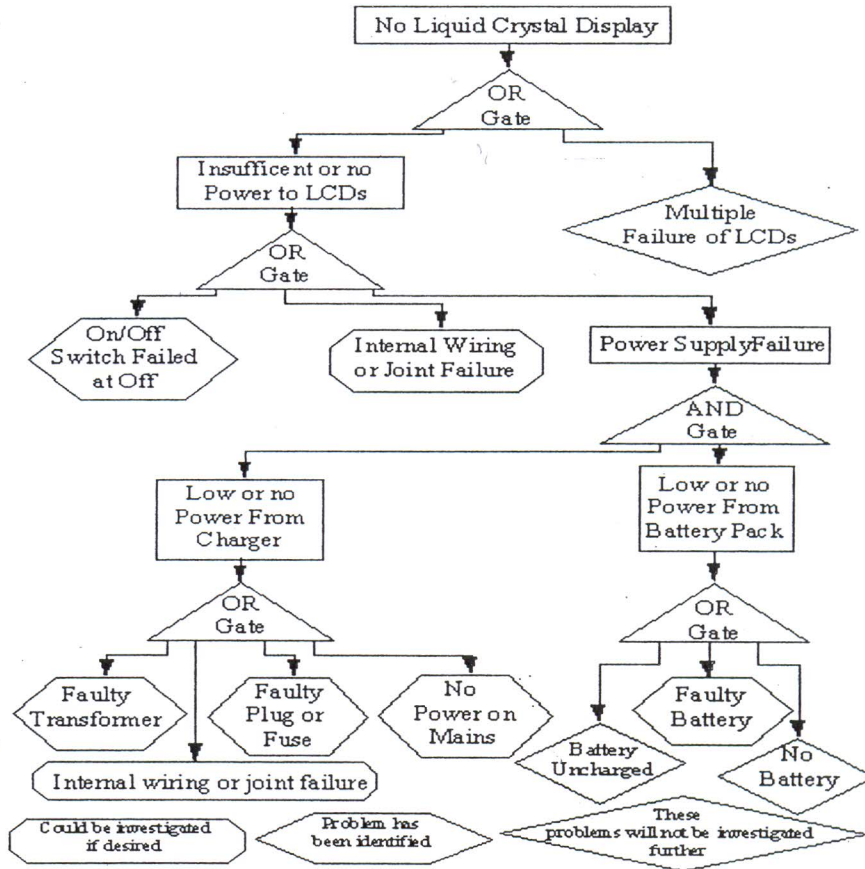 No Liquid Crystal Display
OR
Gate
Insufficent or no
Power to LCDs
Multiple
Failure of LCDs
OR
Gate
On/Off
Switch Failed
at Off
Internal Wiring
or Joint Failure
Power SupplyFailure
AND
Gate
Low or no
Power From
Charger
Low or no
Power From
Battery Pack
OR
Gate
OR
Gate
Faulty
Transformer
Faulty
Plug or
Fuse
No
Power on
Mains
Faulty
Battery
Battery
Uncharged
No
Battery
Internal wiring or joint failure
Could be investigated
if desired
Problem has
been identified
These
problems will not be investigated
further